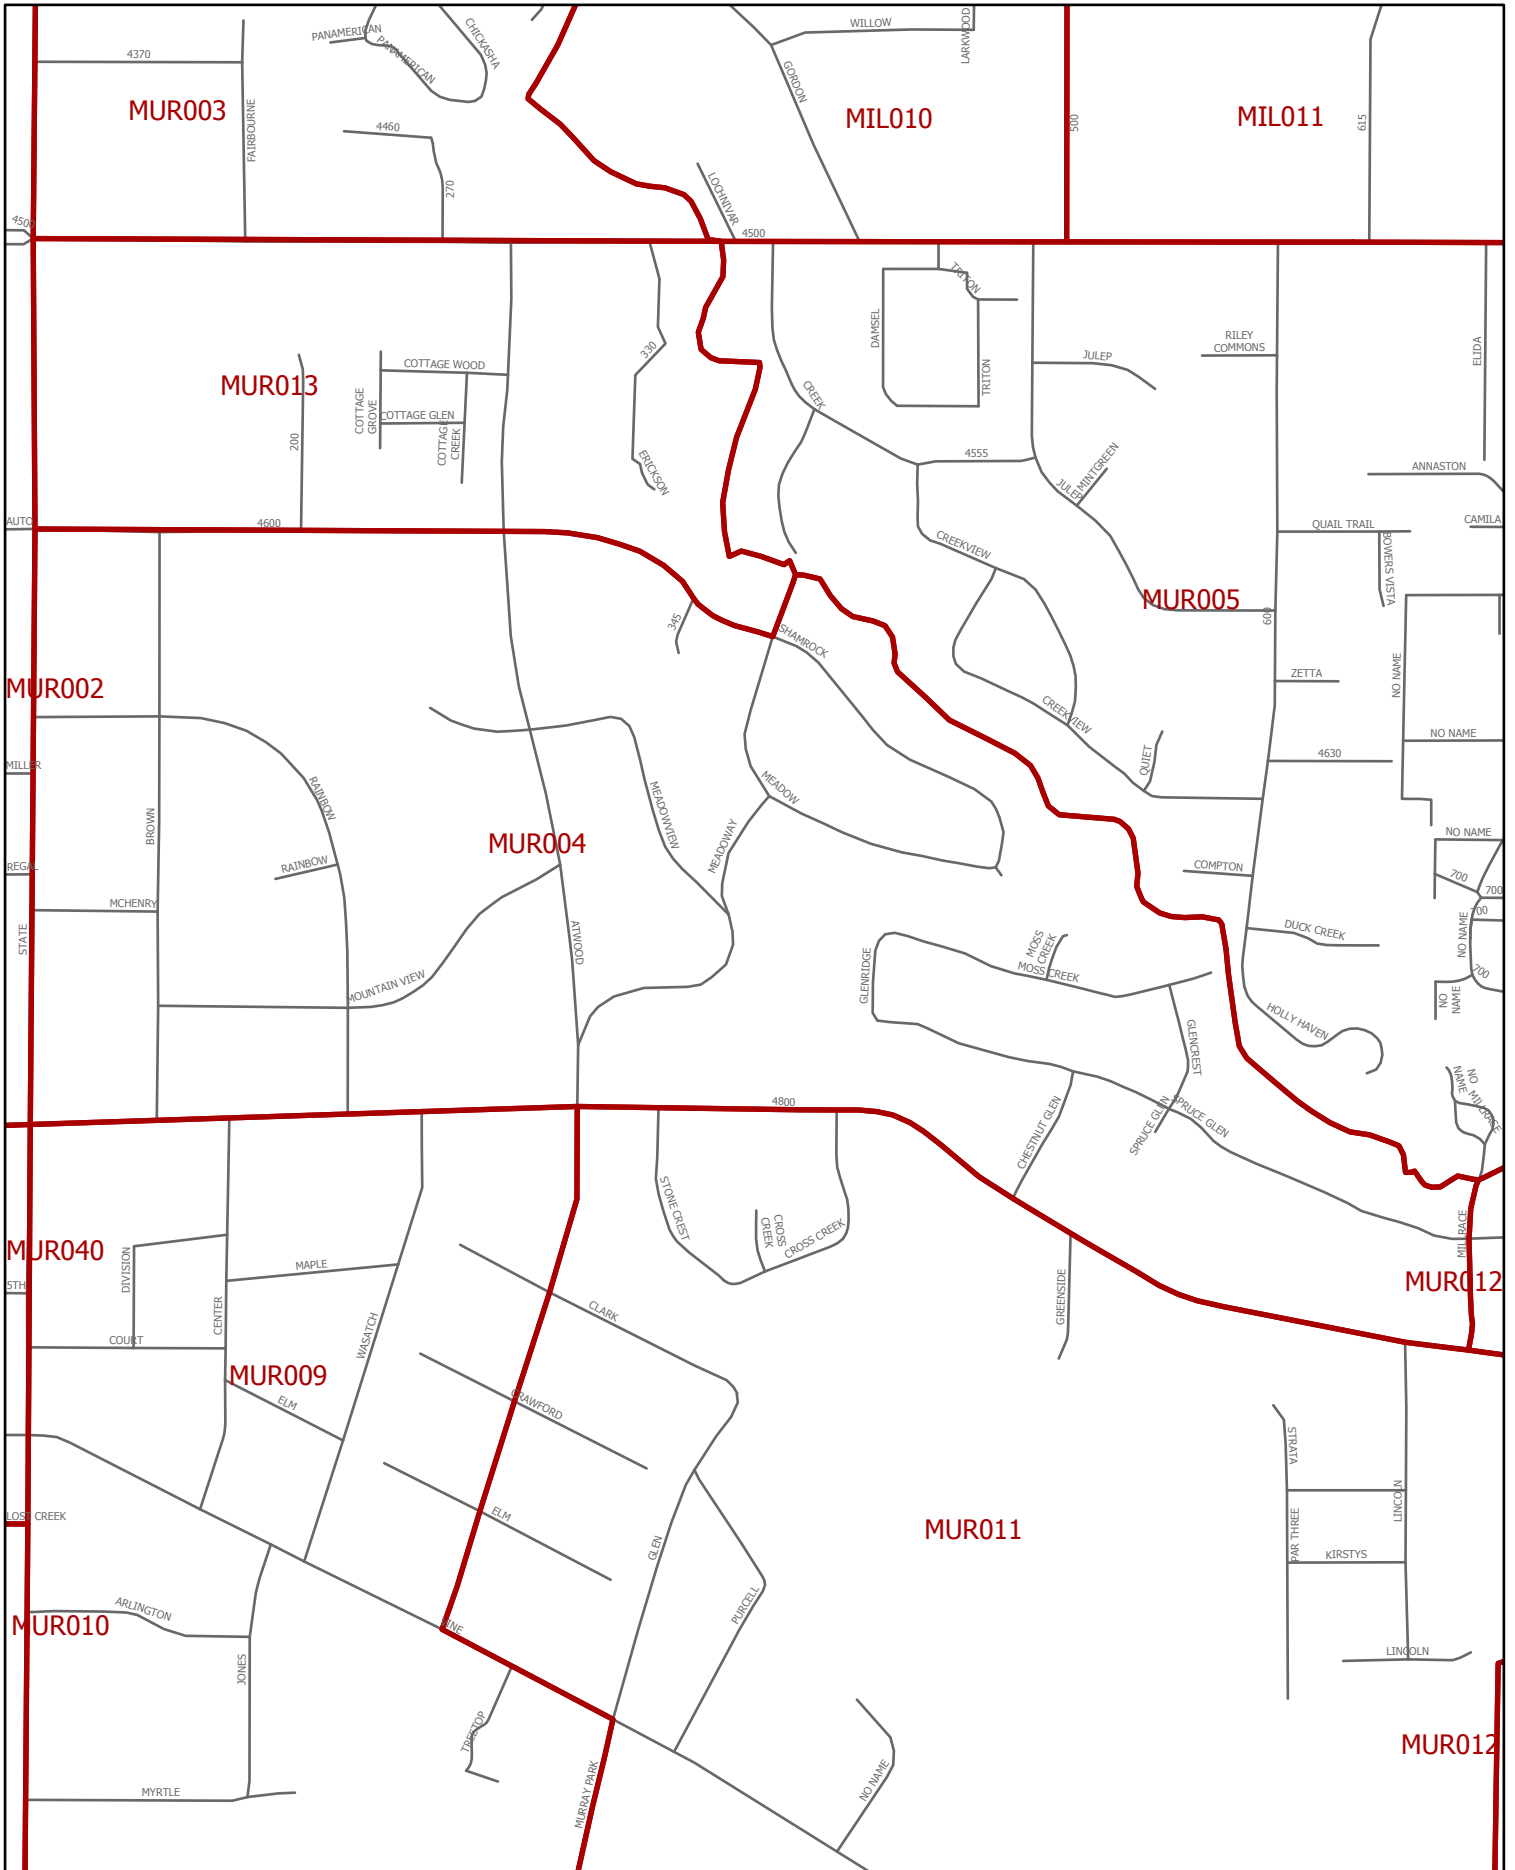 PANAMERICAN
PANAMERICAN
CHICKASHA
WILLOW
LARKWOOD
4370
MUR003
FAIRBOURNE
4460
270
GORDON
MIL010
500
MIL011
615
LOCHNIVAR
4500
4500
TRITON
DAMSEL
TRITON
JULEP
RILEY
COMMONS
ELIDA
330
COTTAGE WOOD
MUR013
COTTAGE
GROVE
COTTAGE GLEN
COTTAGE
CREEK
200
CREEK
ERICKSON
4555
MINTGREEN
JULEP
ANNASTON
AUTO
4600
QUAIL TRAIL
CAMILA
BOWERS VISTA
CREEKVIEW
MUR005
600
345
SHAMROCK
MUR002
ZETTA
NO NAME
CREEKVIEW
NO NAME
QUIET
4630
MILLER
RAINBOW
BROWN
MEADOWVIEW
MEADOW
MUR004
MEADOWAY
NO NAME
REGAL
RAINBOW
COMPTON
700
700
MCHENRY
700
STATE
ATWOOD
DUCK CREEK
NO NAME
MOSS
CREEK
MOSS CREEK
GLENRIDGE
700
MOUNTAIN VIEW
NO
NAME
HOLLY HAVEN
GLENCREST
NO
NAME
MILLRACE
4800
CHESTNUT GLEN
SPRUCE GLEN
SPRUCE GLEN
STONE CREST
CROSS
CREEK
CROSS CREEK
MILLRACE
MUR040
DIVISION
MAPLE
5TH
MUR012
GREENSIDE
CENTER
CLARK
COURT
WASATCH
MUR009
ELM
CRAWFORD
STRATA
LINCOLN
LOST CREEK
ELM
MUR011
GLEN
PAR THREE
KIRSTYS
ARLINGTON
MUR010
VINE
PURCELL
LINCOLN
JONES
TREETOP
MUR012
MURRAY PARK
NO NAME
MYRTLE